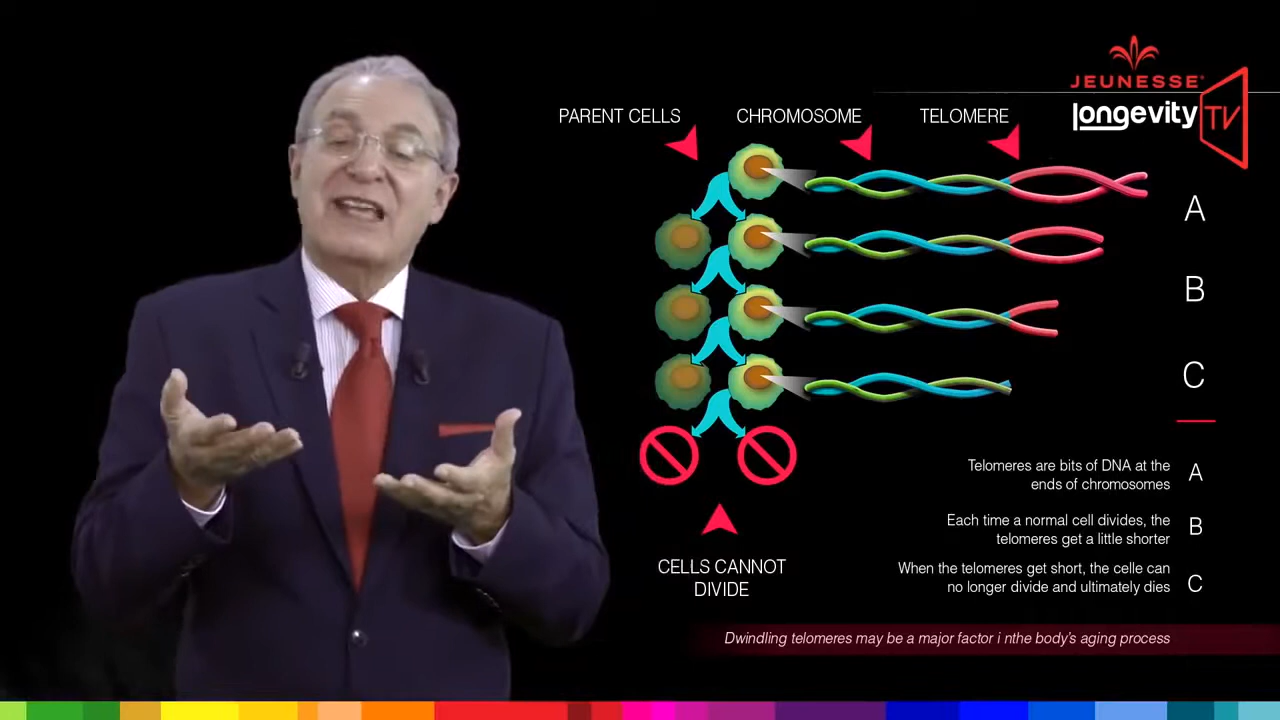 JEUNESSE
longevity TV
PARENT CELLS
CHROMOSOME
TELOMERE
A
B
C
Telomeres are bits of DNA at the
ends of chromosomes
A
Each time a normal cell divides, the
telomeres get a little shorter
B
When the telomeres get short, the celle can
no longer divide and ultimately dies
C
CELLS CANNOT
DIVIDE
Dwindling telomeres may be a major factor i nthe body's aging process